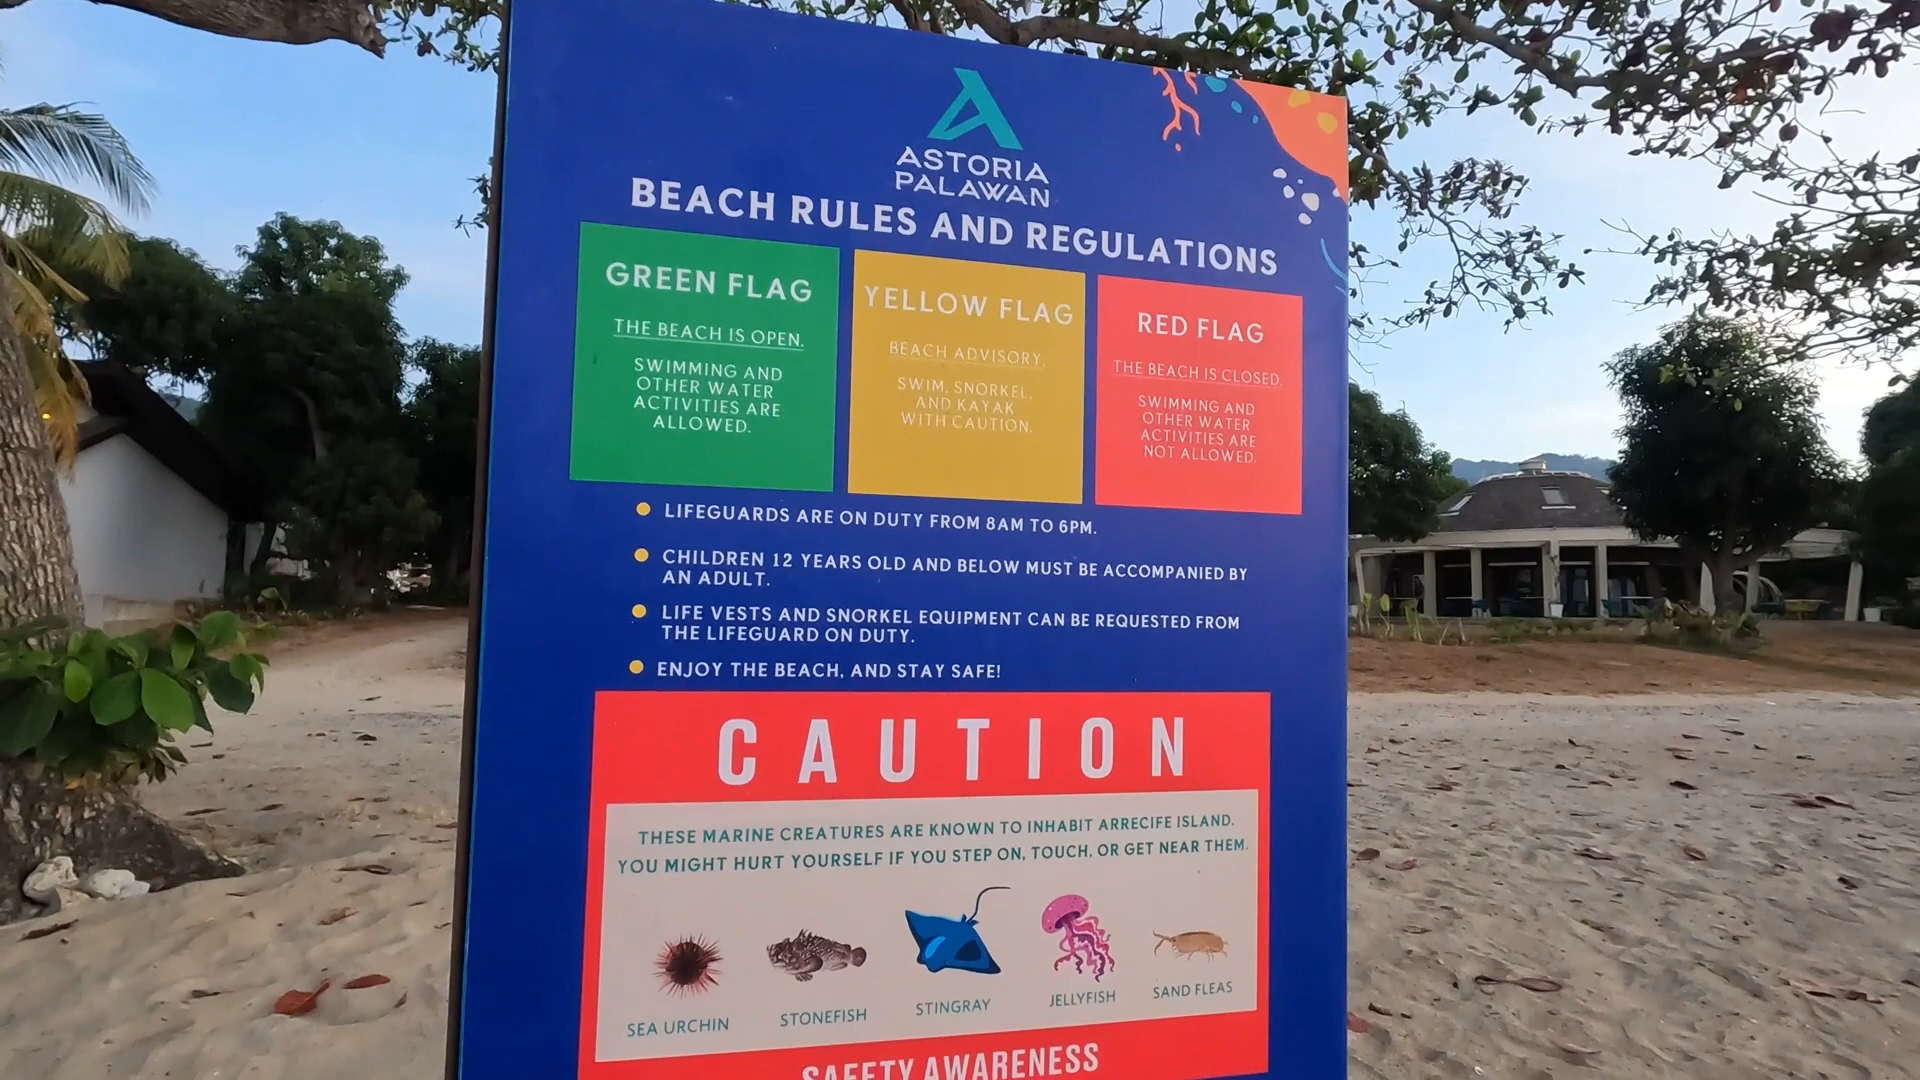 ASTORIA
PALAWAN
BEACH RULES AND REGULATIONS
GREEN FLAG
THE BEACH IS OPEN.
SWIMMING AND
OTHER WATER
ACTIVITIES ARE
ALLOWED.
YELLOW FLAG
BEACH ADVISORY.
SWIM, SNORKEL,
AND KAYAK
WITH CAUTION.
RED FLAG
THE BEACH IS CLOSED.
SWIMMING AND
OTHER WATER
ACTIVITIES ARE
NOT ALLOWED.
LIFEGUARDS ARE ON DUTY FROM 8AM TO 6PM.
CHILDREN 12 YEARS OLD AND BELOW MUST BE ACCOMPANIED BY
AN ADULT.
LIFE VESTS AND SNORKEL EQUIPMENT CAN BE REQUESTED FROM
THE LIFEGUARD ON DUTY.
ENJOY THE BEACH, AND STAY SAFE!
CAUTION
THESE MARINE CREATURES ARE KNOWN TO INHABIT ARRECIFE ISLAND.
YOU MIGHT HURT YOURSELF IF YOU STEP ON, TOUCH, OR GET NEAR THEM.
SEA URCHIN
STONEFISH
STINGRAY
JELLYFISH
SAND FLEAS
SAFETY AWARENESS